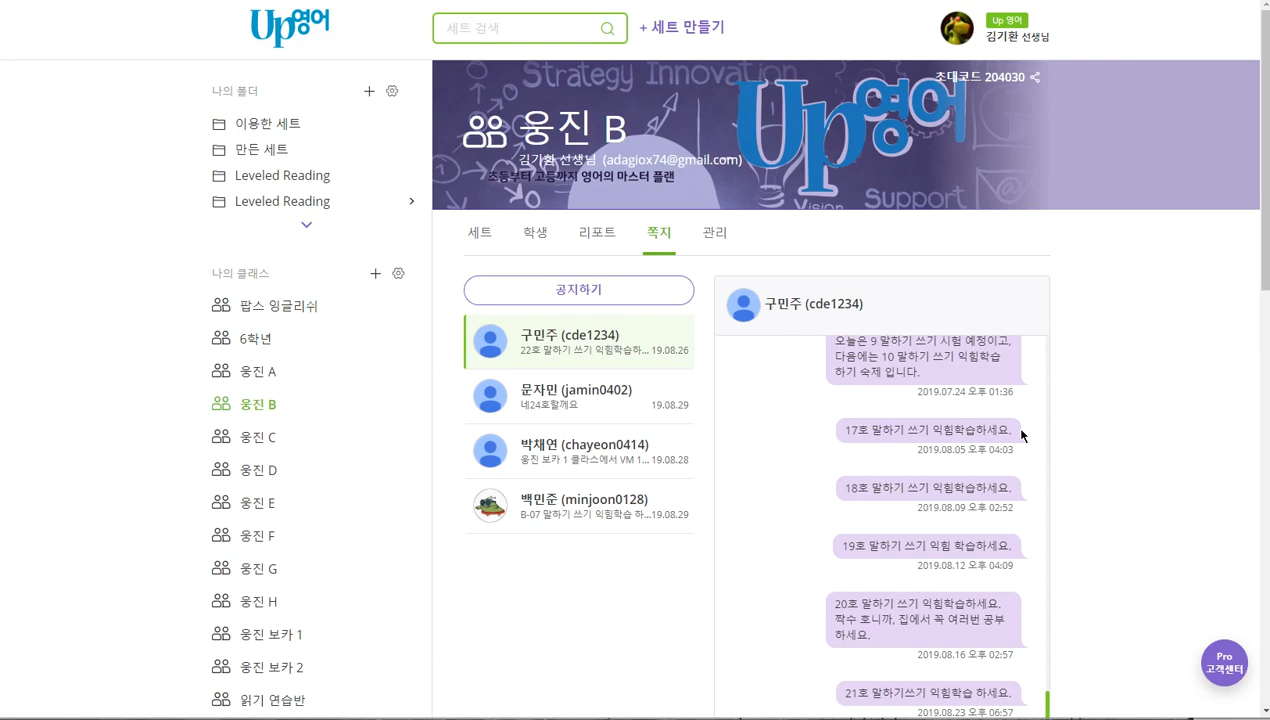 Up영어
세트 검색
+ 세트 만들기
Up 영어
김기환 선생님
나의 폴더
이용한 세트
만든 세트
Leveled Reading
Leveled Reading
나의 클래스
팝스 잉글리쉬
6학년
웅진 A
웅진 B
웅진 C
웅진 D
웅진 E
웅진 F
웅진 G
웅진 H
웅진 보카 1
웅진 보카 2
읽기 연습반
Strategy Innovation
초대코드 204030
웅진 B
김기환 선생님 (adagiox74@gmail.com)
초등부터 고등까지 영어의 마스터 플랜
Up영어
Vision
Support
세트
학생
리포트
쪽지
관리
공지하기
구민주 (cde1234)
22호 말하기 쓰기 익힘학습하... 19.08.26
문자민 (jamin0402)
네24호할께요 19.08.29
박채연 (chayeon0414)
웅진 보카 1 클라스에서 VM 1... 19.08.28
백민준 (minjoon0128)
B-07 말하기 쓰기 익힘학습 하...19.08.29
구민주 (cde1234)
오늘은 9 말하기 쓰기 시험 예정이고,
다음에는 10 말하기 쓰기 익힘학습
하기 숙제 입니다.
2019.07.24 오후 01:36
17호 말하기 쓰기 익힘학습하세요.
2019.08.05 오후 04:03
18호 말하기 쓰기 익힘학습하세요.
2019.08.09 오후 02:52
19호 말하기 쓰기 익힘 학습하세요.
2019.08.12 오후 04:09
20호 말하기 쓰기 익힘학습하세요.
짝수 호니까, 집에서 꼭 여러번 공부
하세요.
2019.08.16 오후 02:57
21호 말하기쓰기 익힘학습 하세요.
2019.08.23 오후 06:57
Pro
고객센터